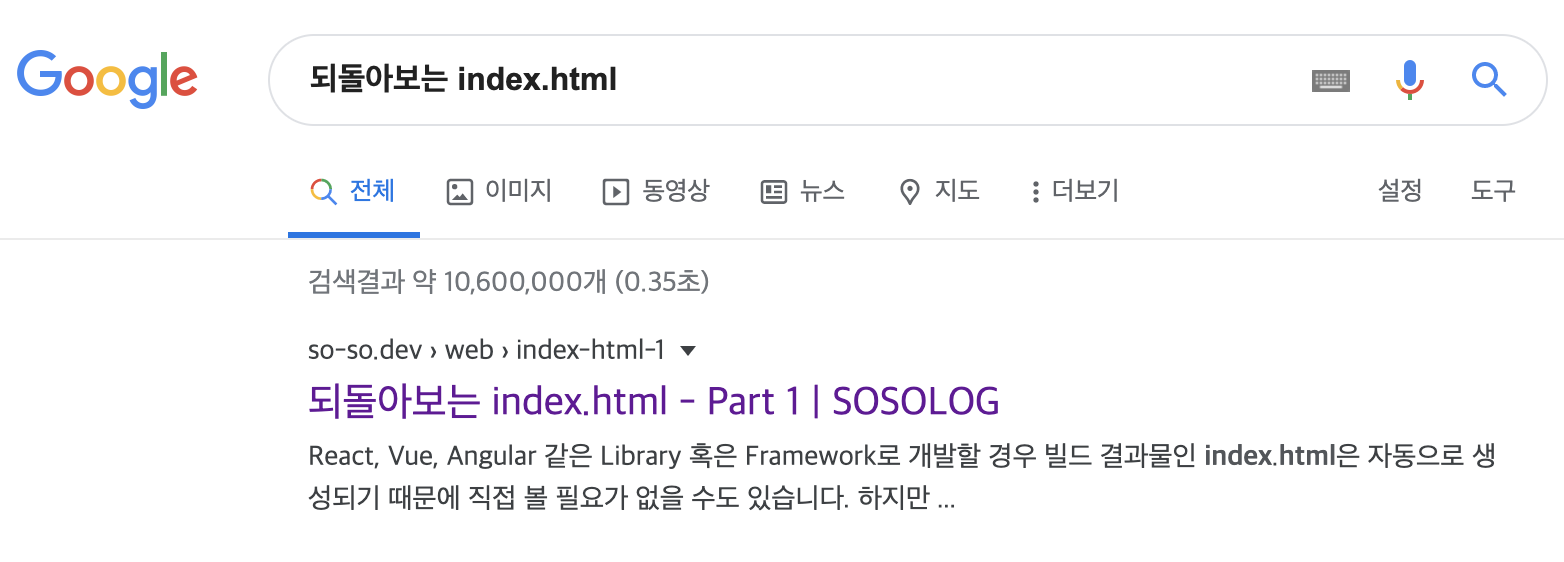 Google
되돌아보는 index.html
전체 이미지 동영상 뉴스 지도 더보기 설정 도구
검색결과 약 10,600,000개 (0.35초)
so-so.dev › web › index-html-1
되돌아보는 index.html - Part 1 | SOSOLOG
React, Vue, Angular 같은 Library 혹은 Framework로 개발할 경우 빌드 결과물인 index.html은 자동으로 생
성되기 때문에 직접 볼 필요가 없을 수도 있습니다. 하지만 ...